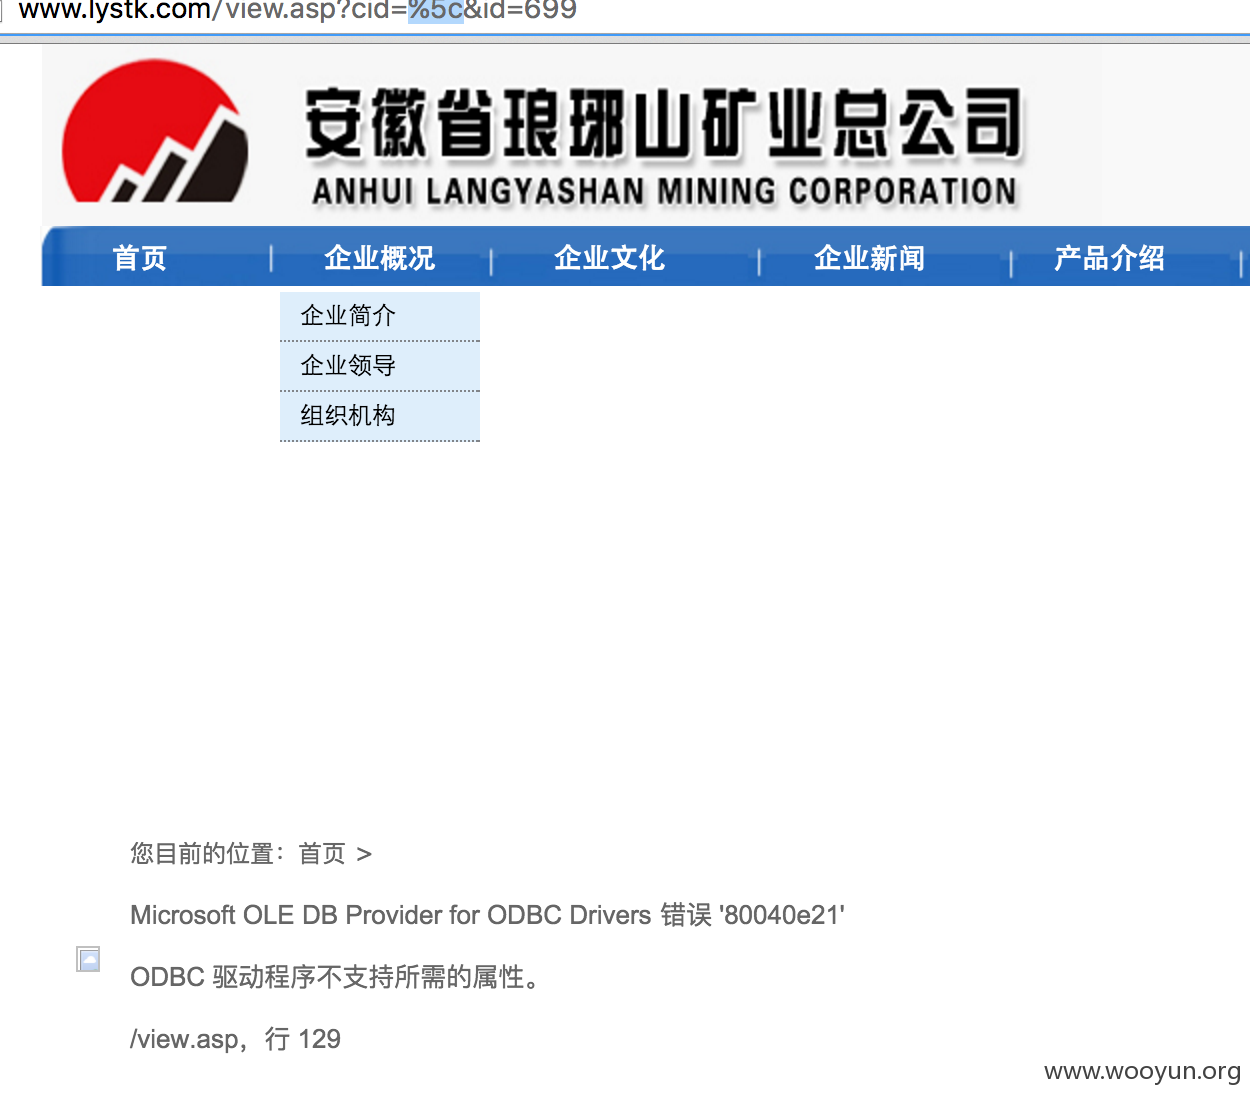 www.lystk.com/view.asp?cid=%5c&id=699
安徽省琅琊山矿业总公司
ANHUI LANGYASHAN MINING CORPORATION
首页 | 企业概况 | 企业文化 | 企业新闻 | 产品介绍 |
企业简介
企业领导
组织机构
您目前的位置：首页 >
Microsoft OLE DB Provider for ODBC Drivers 错误 '80040e21'
ODBC 驱动程序不支持所需的属性。
/view.asp，行 129
www.wooyun.org